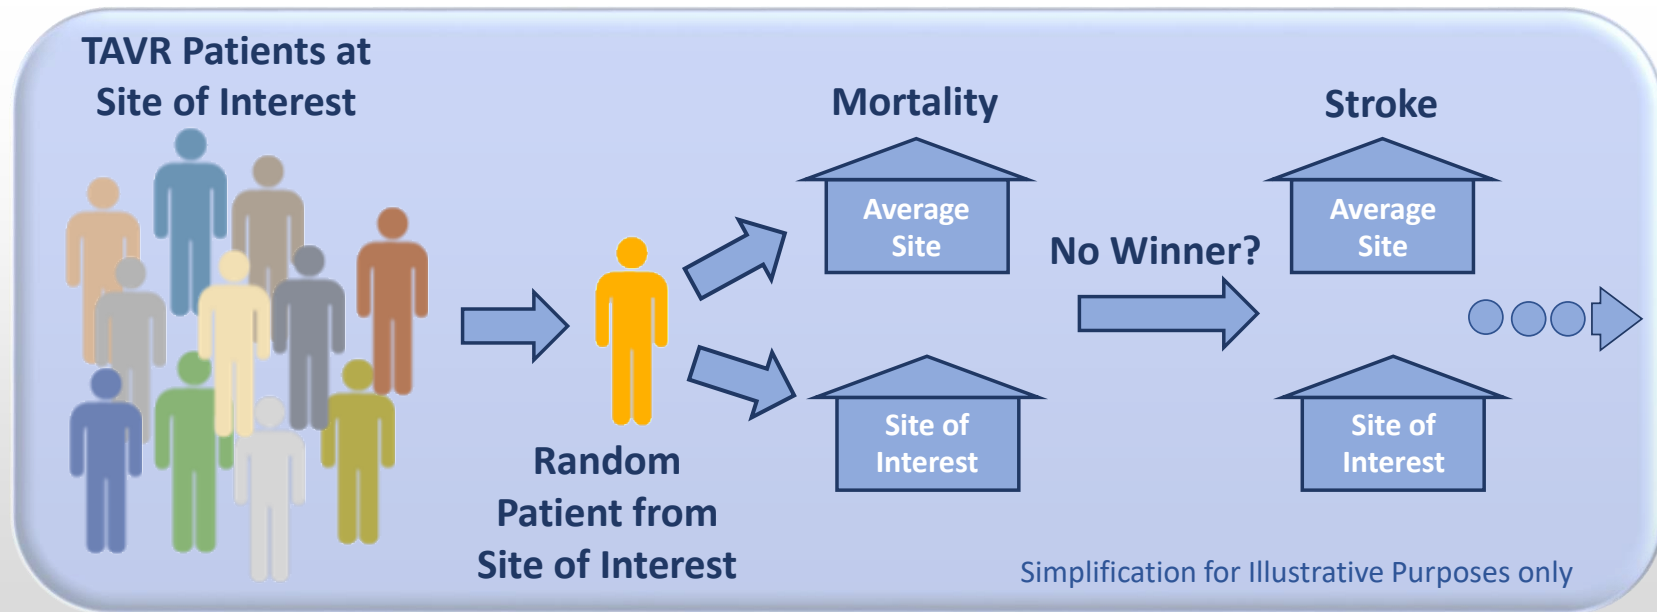 TAVR Patients at
Site of Interest
Random
Patient from
Site of Interest
Mortality
Average
Site
Site of
Interest
No Winner?
Stroke
Average
Site
Site of
Interest
Simplification for Illustrative Purposes only